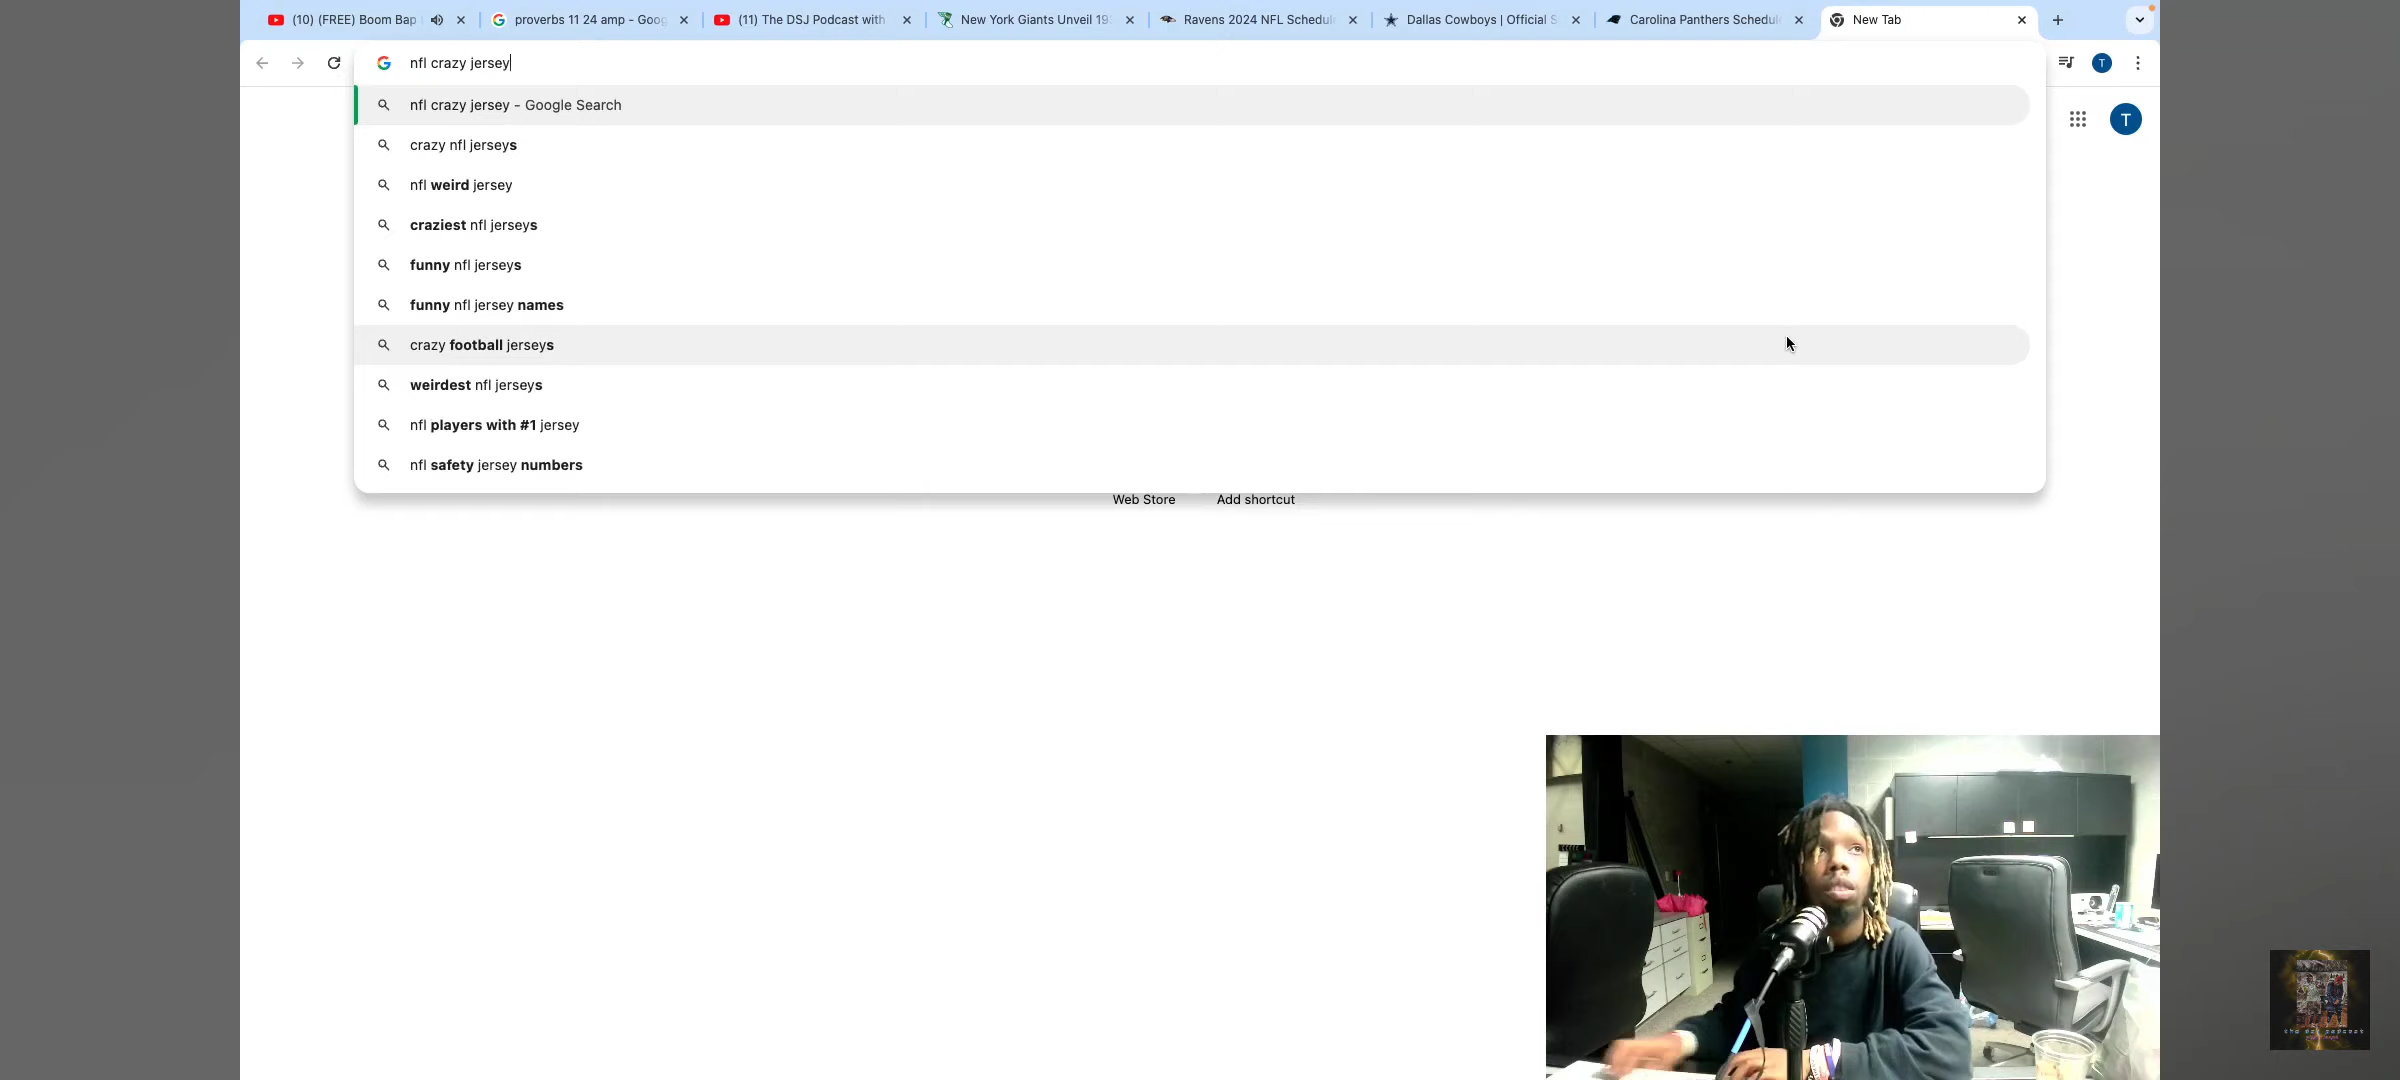 (10) (FREE) Boom Bap
proverbs 11 24 amp - Goog
(11) The DSJ Podcast with
New York Giants Unveil 19
Ravens 2024 NFL Schedul
Dallas Cowboys | Official S
Carolina Panthers Schedul
New Tab
nfl crazy jersey
T
nfl crazy jersey - Google Search
T
crazy nfl jerseys
nfl weird jersey
craziest nfl jerseys
funny nfl jerseys
funny nfl jersey names
crazy football jerseys
weirdest nfl jerseys
nfl players with #1 jersey
nfl safety jersey numbers
Web Store
Add shortcut